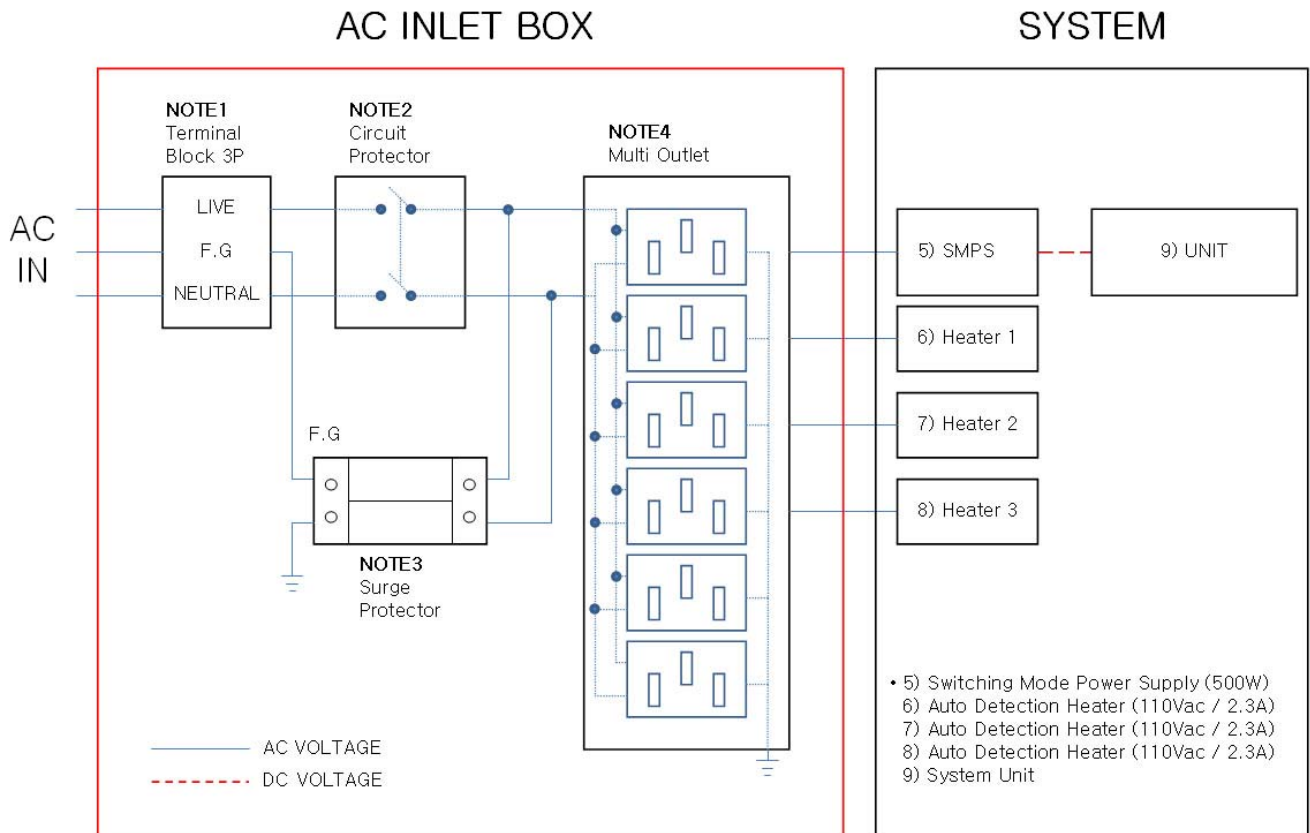 AC INLET BOX
SYSTEM
NOTE1
Terminal
Block 3P
NOTE2
Circuit
Protector
NOTE4
Multi Outlet
AC
IN
LIVE
F.G
NEUTRAL
5) SMPS
9) UNIT
6) Heater 1
7) Heater 2
8) Heater 3
F.G
NOTE3
Surge
Protector
AC VOLTAGE
DC VOLTAGE
• 5) Switching Mode Power Supply (500W)
6) Auto Detection Heater (110Vac / 2.3A)
7) Auto Detection Heater (110Vac / 2.3A)
8) Auto Detection Heater (110Vac / 2.3A)
9) System Unit